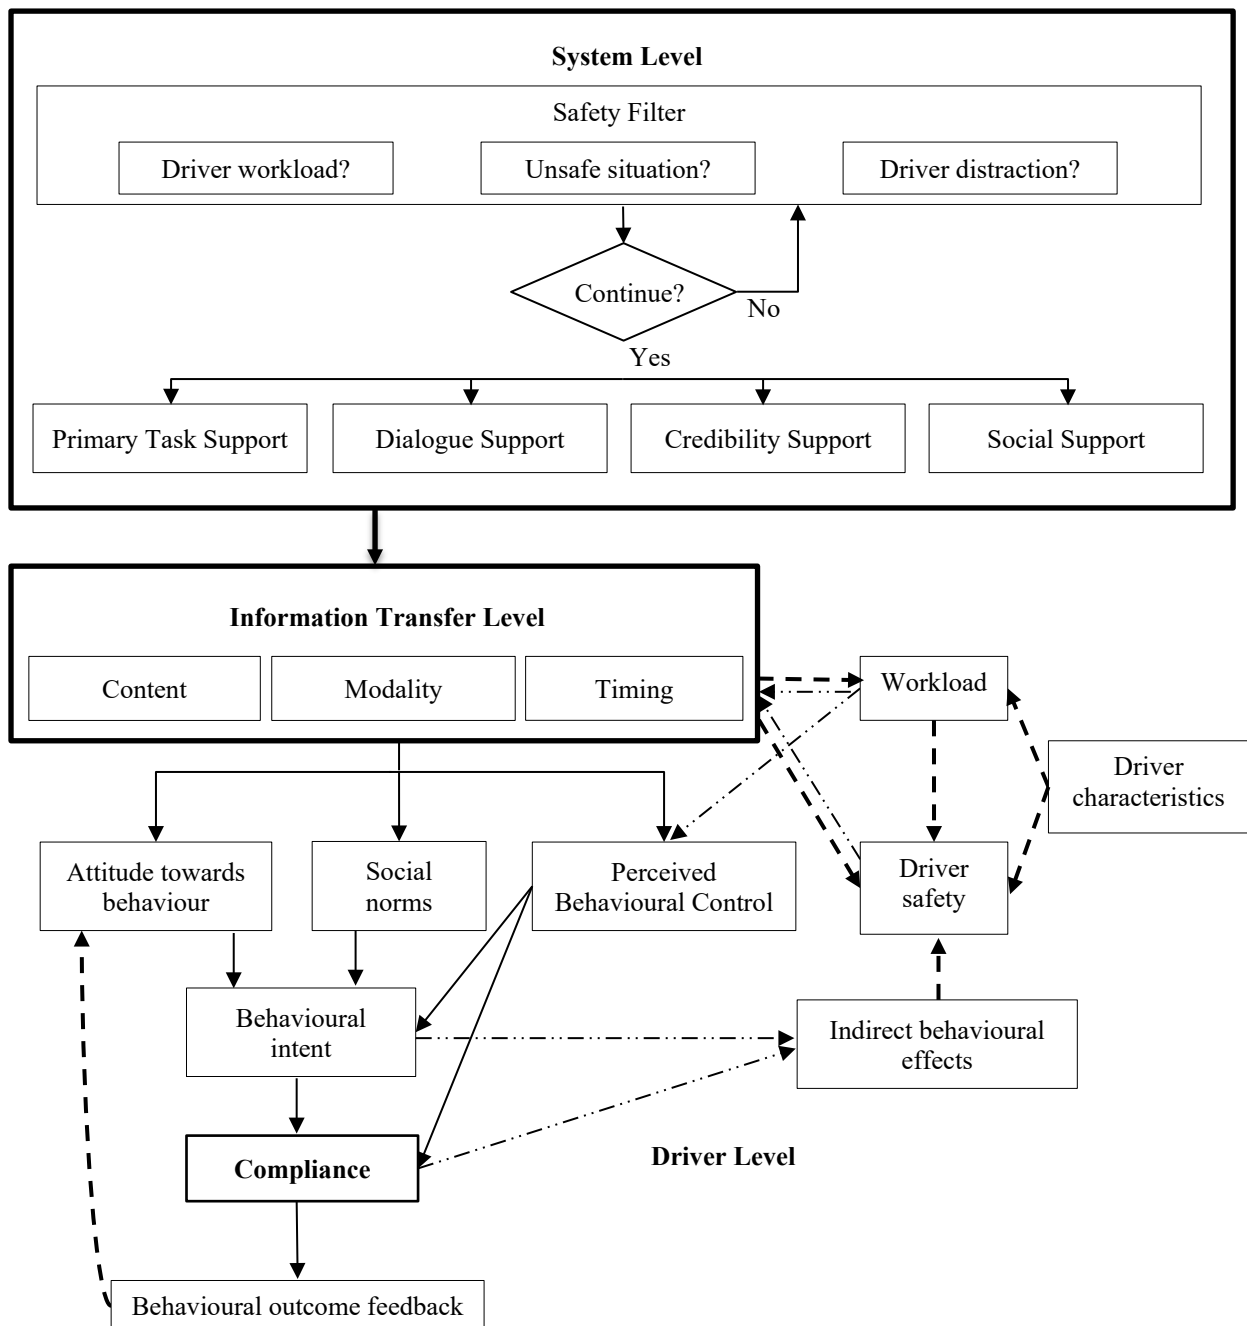 System Level
Safety Filter
Driver workload?
Unsafe situation?
Driver distraction?
Continue?
No
Yes
Primary Task Support
Dialogue Support
Credibility Support
Social Support
Information Transfer Level
Content
Modality
Timing
Workload
Driver
characteristics
Attitude towards
behaviour
Social
norms
Perceived
Behavioural Control
Driver
safety
Behavioural
intent
Indirect behavioural
effects
Compliance
Driver Level
Behavioural outcome feedback